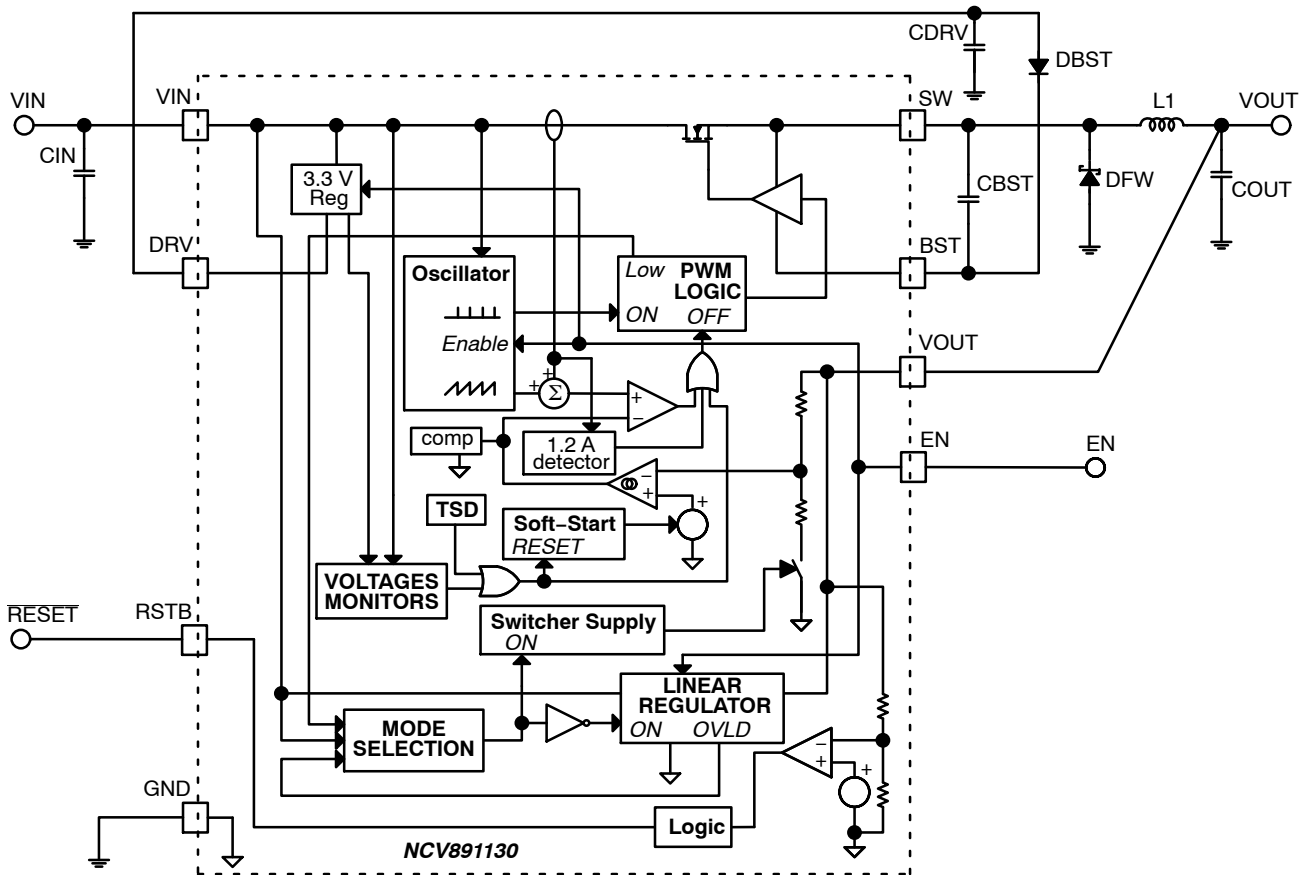 CDRV
DBST
VIN
VIN
SW
L1
VOUT
CIN
3.3 V
Reg
CBST
DFW
COUT
DRV
BST
Oscillator
Low
PWM
LOGIC
ON
OFF
Enable
VOUT
+
+
Σ
+
−
comp
1.2 A
detector
EN
EN
−
+
+
TSD
Soft−Start
RESET
VOLTAGES
MONITORS
RESET
RSTB
Switcher Supply
ON
LINEAR
REGULATOR
ON
OVLD
MODE
SELECTION
−
+
+
GND
Logic
NCV891130